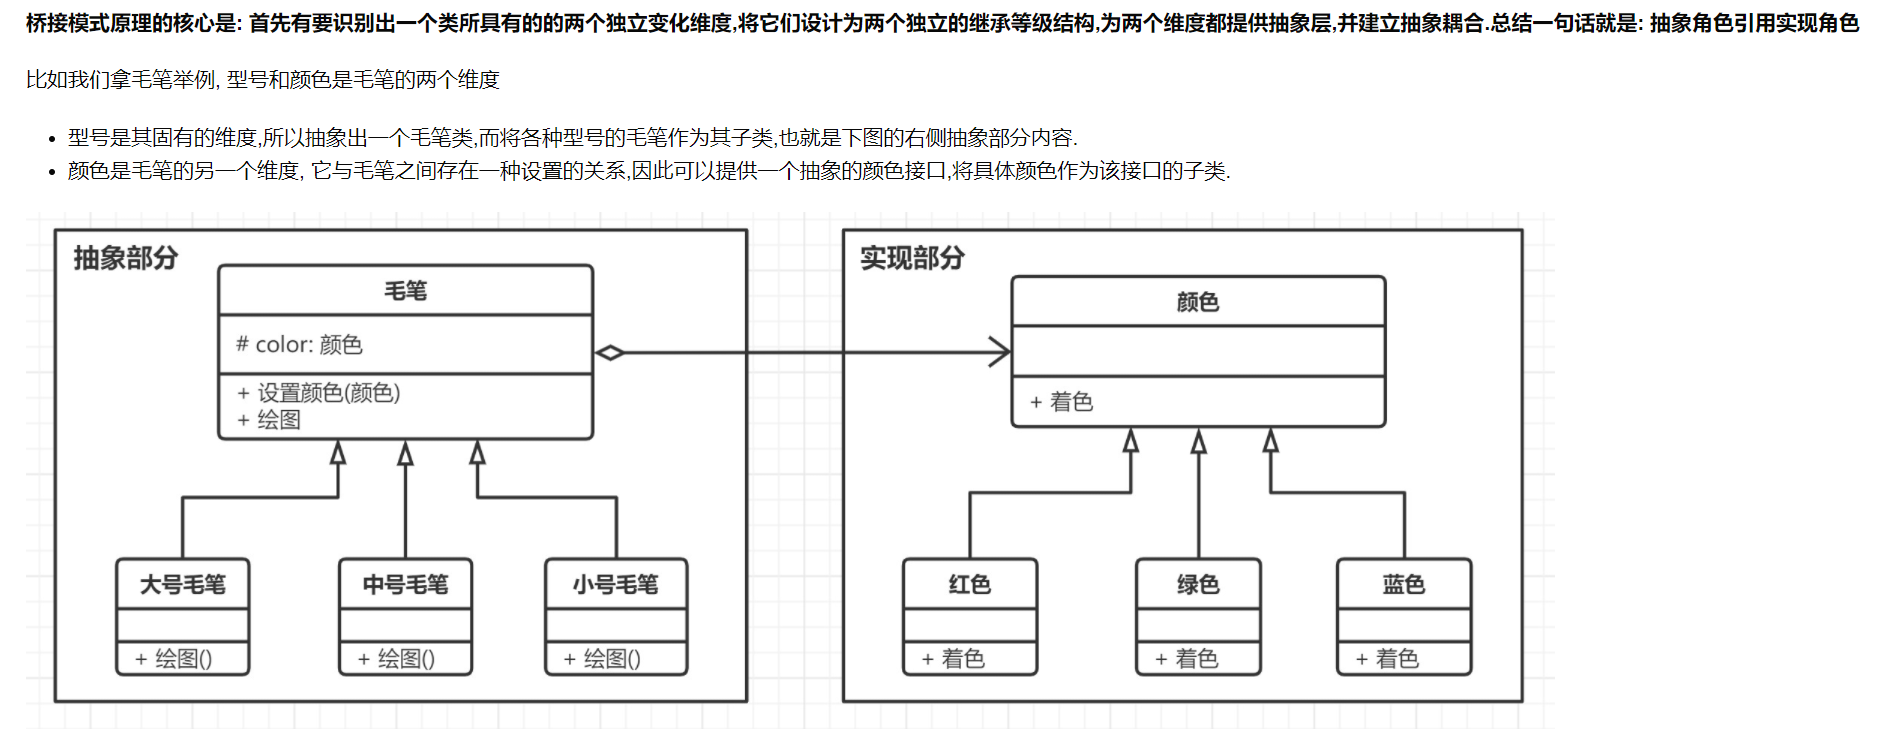 桥接模式原理的核心是: 首先有要识别出一个类所具有的的两个独立变化维度,将它们设计为两个独立的继承等级结构,为两个维度都提供抽象层,并建立抽象耦合.总结一句话就是: 抽象角色引用实现角色
比如我们拿毛笔举例, 型号和颜色是毛笔的两个维度
• 型号是其固有的维度,所以抽象出一个毛笔类,而将各种型号的毛笔作为其子类,也就是下图的右侧抽象部分内容.
• 颜色是毛笔的另一个维度, 它与毛笔之间存在一种设置的关系,因此可以提供一个抽象的颜色接口,将具体颜色作为该接口的子类.
抽象部分
毛笔
# color: 颜色
+ 设置颜色(颜色)
+ 绘图
大号毛笔
+ 绘图()
中号毛笔
+ 绘图()
小号毛笔
+ 绘图()
实现部分
颜色
+ 着色
红色
+ 着色
绿色
+ 着色
蓝色
+ 着色